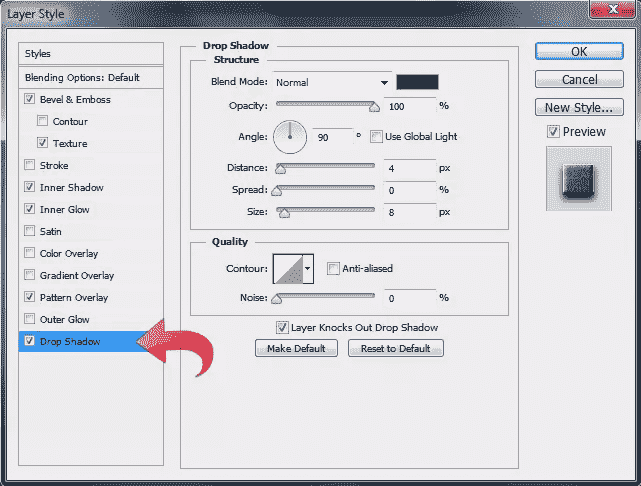 Layer Style
Styles
Blending Options: Default
Bevel & Emboss
Contour
Texture
Stroke
Inner Shadow
Inner Glow
Satin
Color Overlay
Gradient Overlay
Pattern Overlay
Outer Glow
Drop Shadow
Drop Shadow
Structure
Blend Mode: Normal
Opacity: 100 %
Angle: 90 ° Use Global Light
Distance: 4 px
Spread: 0 %
Size: 8 px
Quality
Contour: Anti-aliased
Noise: 0 %
Layer Knocks Out Drop Shadow
Make Default Reset to Default
OK
Cancel
New Style...
Preview